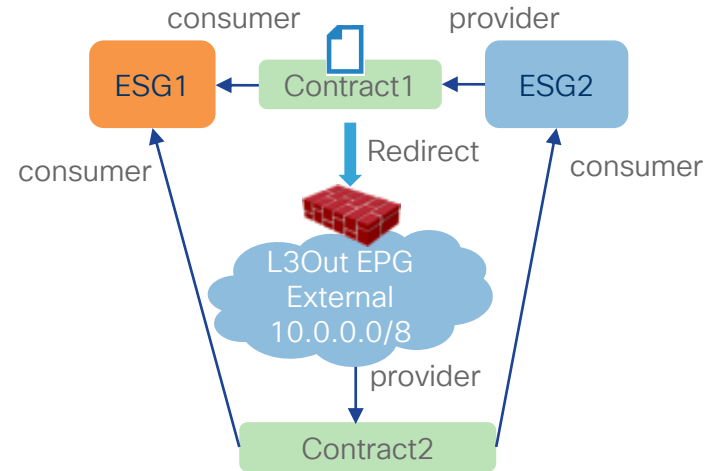 consumer
provider
ESG1
Contract1
ESG2
Redirect
consumer
consumer
L3Out EPG
External
10.0.0.0/8
provider
Contract2